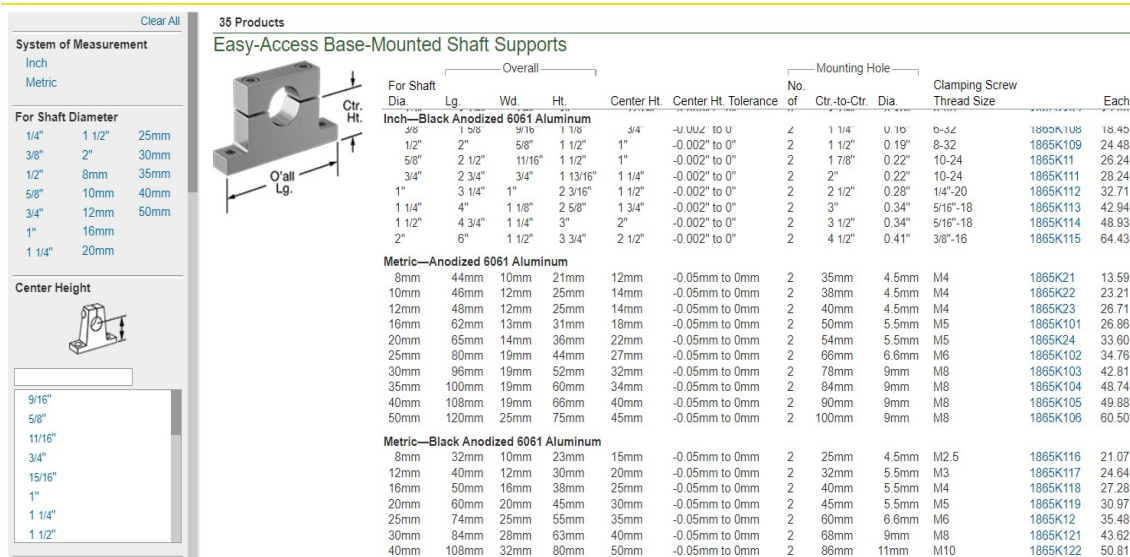 Clear All
System of Measurement
Inch
Metric
For Shaft Diameter
1/4" 1 1/2" 25mm
3/8" 2" 30mm
1/2" 8mm 35mm
5/8" 10mm 40mm
3/4" 12mm 50mm
1" 16mm
1 1/4" 20mm
Center Height
9/16"
5/8"
11/16"
3/4"
15/16"
1"
1 1/4"
1 1/2"
35 Products
Easy-Access Base-Mounted Shaft Supports
Ctr.
Ht.
O'all
Lg.
Overall Mounting Hole
For Shaft No. Clamping Screw
Dia. Lg. Wd. Ht. Center Ht. Center Ht. Tolerance of Ctr.-to-Ctr. Dia. Thread Size Each
Inch—Black Anodized 6061 Aluminum
3/8" 1 5/8" 9/16" 1 1/8" 3/4" -0.002" to 0" 2 1 1/4" 0.16" 6-32 1865K108 18.45
1/2" 2" 5/8" 1 1/2" 1" -0.002" to 0" 2 1 1/2" 0.19" 8-32 1865K109 24.48
5/8" 2 1/2" 11/16" 1 1/2" 1" -0.002" to 0" 2 1 7/8" 0.22" 10-24 1865K11 26.24
3/4" 2 3/4" 3/4" 1 13/16" 1 1/4" -0.002" to 0" 2 2" 0.22" 10-24 1865K111 28.24
1" 3 1/4" 1" 2 3/16" 1 1/2" -0.002" to 0" 2 2 1/2" 0.28" 1/4"-20 1865K112 32.71
1 1/4" 4" 1 1/8" 2 5/8" 1 3/4" -0.002" to 0" 2 3" 0.34" 5/16"-18 1865K113 42.94
1 1/2" 4 3/4" 1 1/4" 3" 2" -0.002" to 0" 2 3 1/2" 0.34" 5/16"-18 1865K114 48.93
2" 6" 1 1/2" 3 3/4" 2 1/2" -0.002" to 0" 2 4 1/2" 0.41" 3/8"-16 1865K115 64.43
Metric—Anodized 6061 Aluminum
8mm 44mm 10mm 21mm 12mm -0.05mm to 0mm 2 35mm 4.5mm M4 1865K21 13.59
10mm 46mm 12mm 25mm 14mm -0.05mm to 0mm 2 38mm 4.5mm M4 1865K22 23.21
12mm 48mm 12mm 25mm 14mm -0.05mm to 0mm 2 40mm 4.5mm M4 1865K23 26.71
16mm 62mm 13mm 31mm 18mm -0.05mm to 0mm 2 50mm 5.5mm M5 1865K101 26.86
20mm 65mm 14mm 36mm 22mm -0.05mm to 0mm 2 54mm 5.5mm M5 1865K24 33.60
25mm 80mm 19mm 44mm 27mm -0.05mm to 0mm 2 66mm 6.6mm M6 1865K102 34.76
30mm 96mm 19mm 52mm 32mm -0.05mm to 0mm 2 78mm 9mm M8 1865K103 42.81
35mm 100mm 19mm 60mm 34mm -0.05mm to 0mm 2 84mm 9mm M8 1865K104 48.74
40mm 108mm 19mm 66mm 40mm -0.05mm to 0mm 2 90mm 9mm M8 1865K105 49.88
50mm 120mm 25mm 75mm 45mm -0.05mm to 0mm 2 100mm 9mm M8 1865K106 60.50
Metric—Black Anodized 6061 Aluminum
8mm 32mm 10mm 23mm 15mm -0.05mm to 0mm 2 25mm 4.5mm M2.5 1865K116 21.07
12mm 40mm 12mm 30mm 20mm -0.05mm to 0mm 2 32mm 5.5mm M3 1865K117 24.64
16mm 50mm 16mm 38mm 25mm -0.05mm to 0mm 2 40mm 5.5mm M4 1865K118 27.28
20mm 60mm 20mm 45mm 30mm -0.05mm to 0mm 2 45mm 5.5mm M5 1865K119 30.97
25mm 74mm 25mm 55mm 35mm -0.05mm to 0mm 2 60mm 6.6mm M6 1865K12 35.48
30mm 84mm 28mm 63mm 40mm -0.05mm to 0mm 2 68mm 9mm M8 1865K121 43.62
40mm 108mm 32mm 80mm 50mm -0.05mm to 0mm 2 86mm 11mm M10 1865K122 50.81